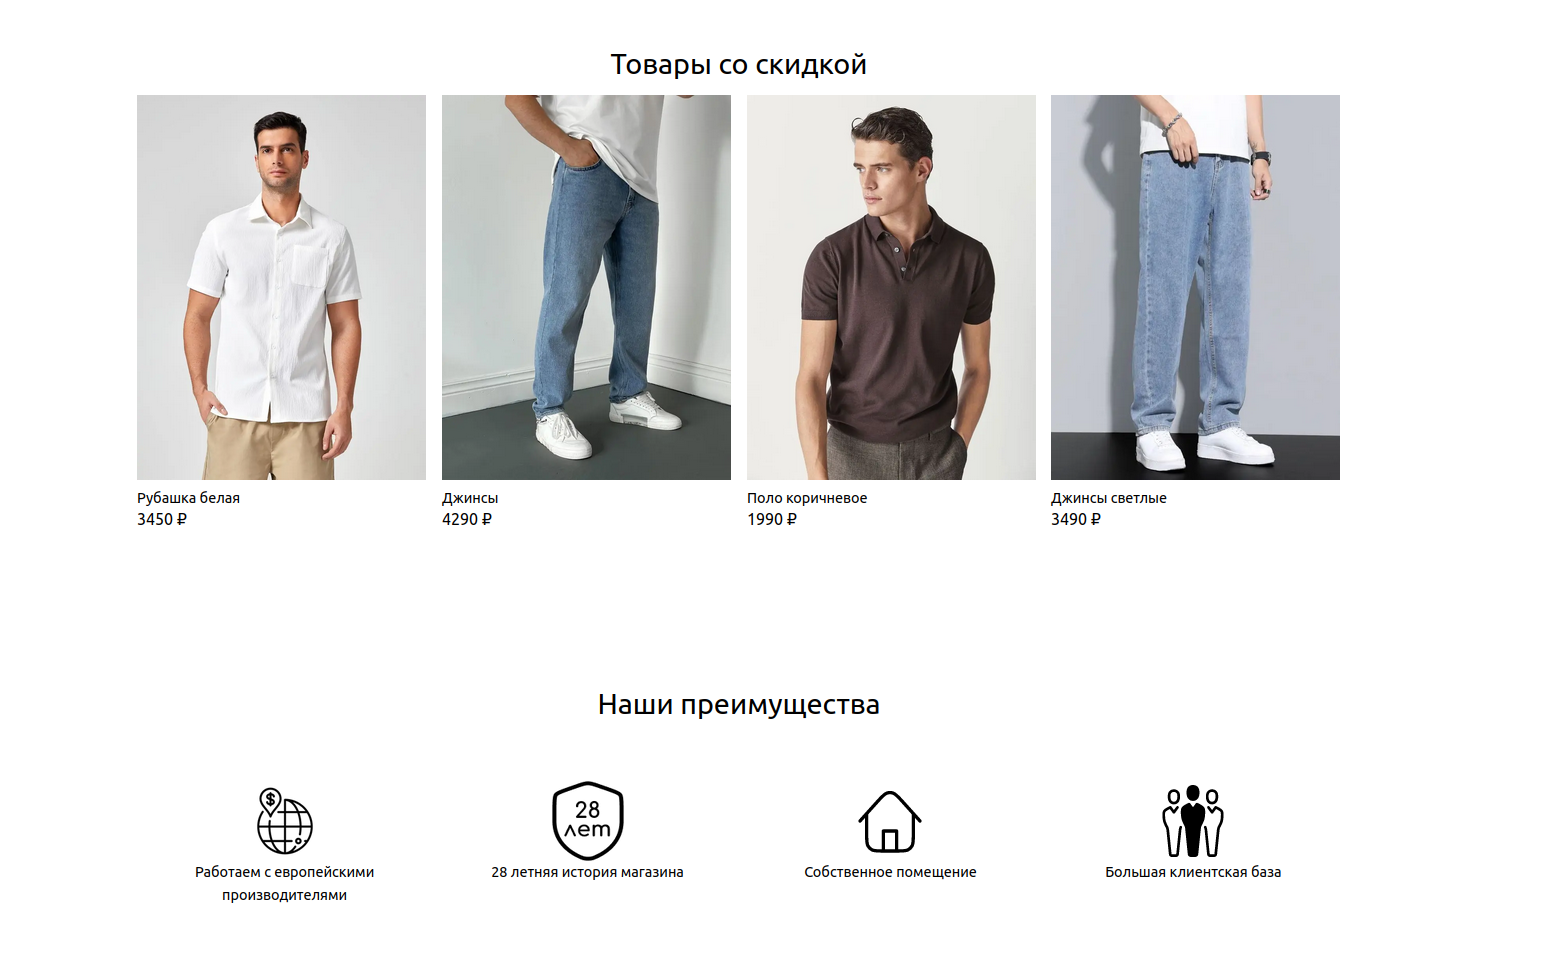 Товары со скидкой
Рубашка белая
3450 ₽
Джинсы
4290 ₽
Поло коричневое
1990 ₽
Джинсы светлые
3490 ₽
Наши преимущества
$
Работаем с европейскими
производителями
28
лет
28 летняя история магазина
Собственное помещение
Большая клиентская база